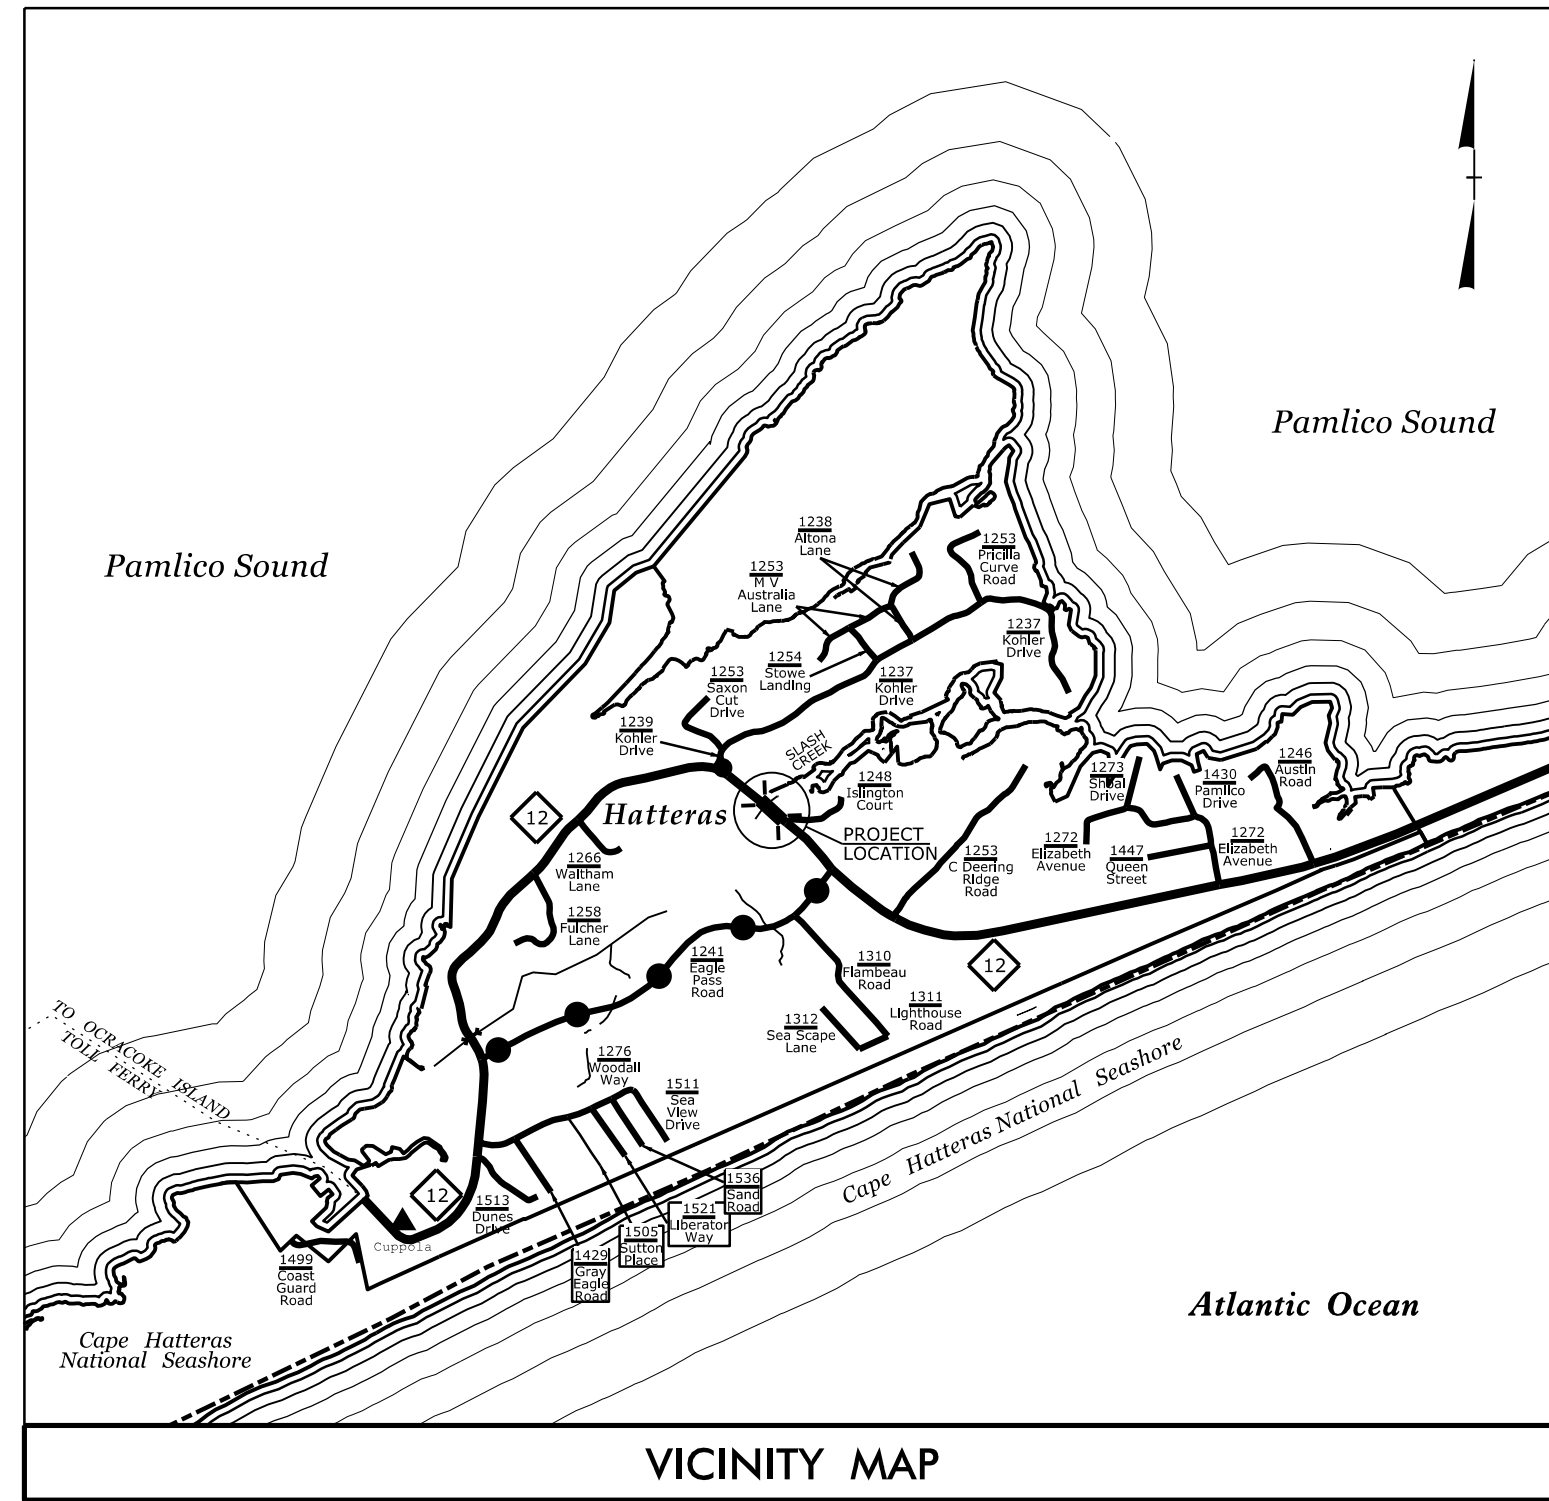 Pamlico Sound
Pamlico Sound
1238
Altona
Lane
1253
Pricilla
Curve
Road
1253
M V
Australia
Lane
1237
Kohler
Drive
1254
Stowe
Landing
1253
Saxon
Cut
Drive
1237
Kohler
Drive
1239
Kohler
Drive
SLASH
CREEK
1248
Islington
Court
1273
Shoal
Drive
1430
Pamlico
Drive
1246
Austin
Road
12
Hatteras
PROJECT
LOCATION
1253
C Deering
Ridge
Road
1272
Elizabeth
Avenue
1447
Queen
Street
1272
Elizabeth
Avenue
1266
Waltham
Lane
1258
Fulcher
Lane
1241
Eagle
Pass
Road
1310
Flambeau
Road
12
1311
Lighthouse
Road
1312
Sea Scape
Lane
TO OCRACOKE ISLAND
TOLL FERRY
1276
Woodall
Way
1511
Sea
View
Drive
Cape Hatteras National Seashore
12
1513
Dunes
Drive
1536
Sand
Road
1521
Liberator
Way
1505
Sutton
Place
1429
Gray
Eagle
Road
Cuppola
1499
Coast
Guard
Road
Atlantic Ocean
Cape Hatteras
National Seashore
VICINITY MAP